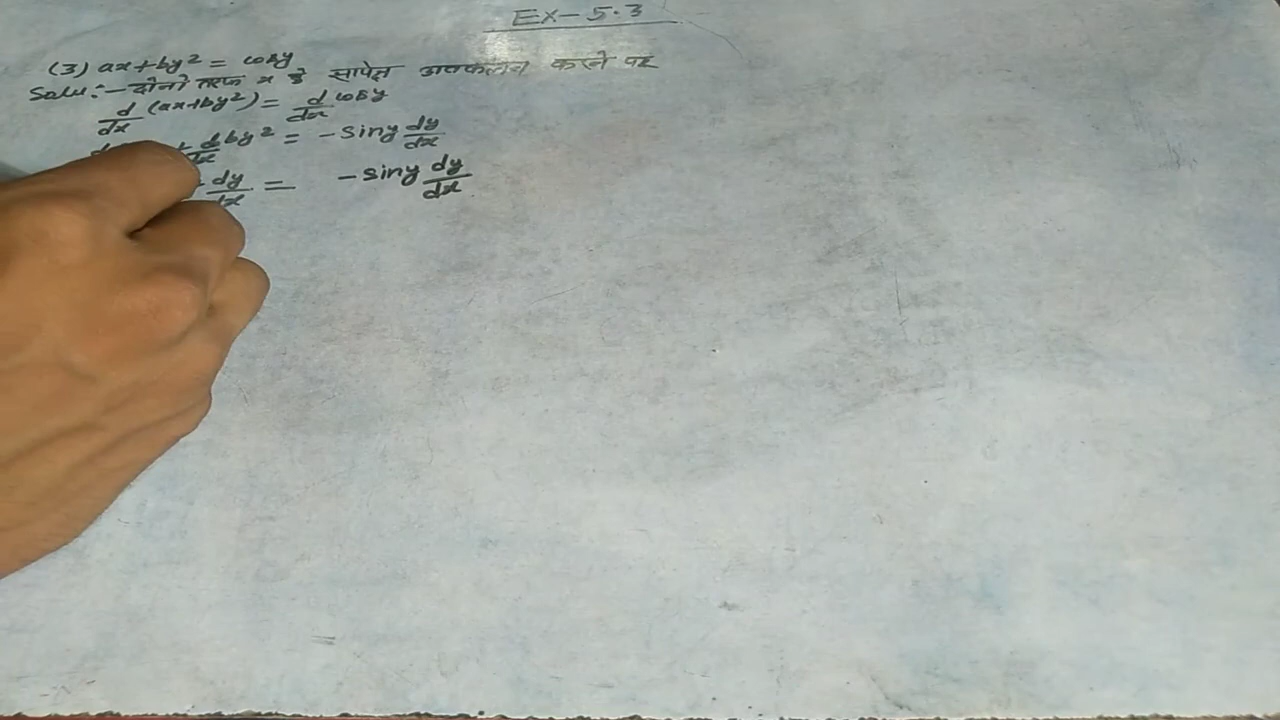 EX-5.3
(3) ax+by² = cosy
Solu:- दोनो तरफ x के सापेक्ष अवकलन करने पर
d/dx (ax+by²) = d/dx cosy
+ d/dx by² = -siny dy/dx
dy/dx = -siny dy/dx